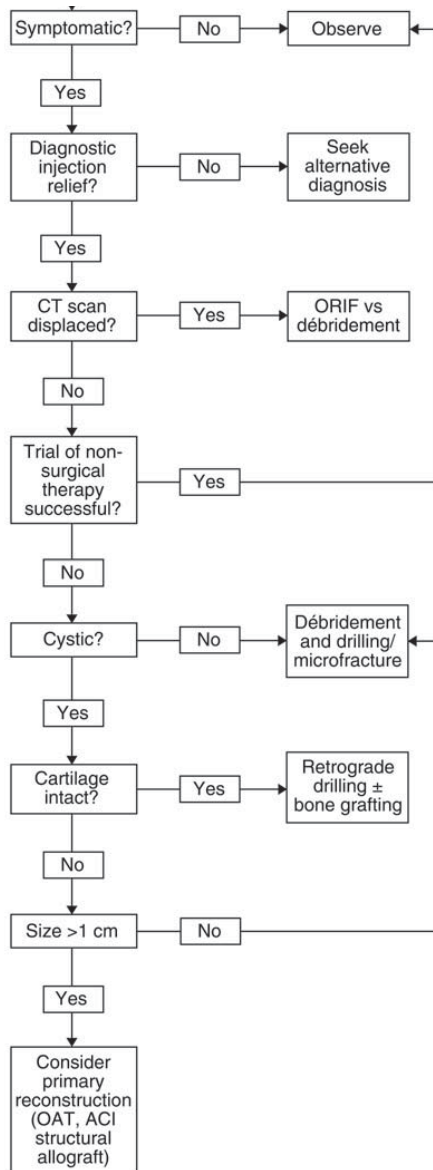 Symptomatic?
No
Observe
Yes
Diagnostic
injection
relief?
No
Seek
alternative
diagnosis
Yes
CT scan
displaced?
Yes
ORIF vs
débridement
No
Trial of non-
surgical
therapy
successful?
Yes
No
Cystic?
No
Débridement
and drilling/
microfracture
Yes
Cartilage
intact?
Yes
Retrograde
drilling ±
bone grafting
No
Size >1 cm
No
Yes
Consider
primary
reconstruction
(OAT, ACI
structural
allograft)